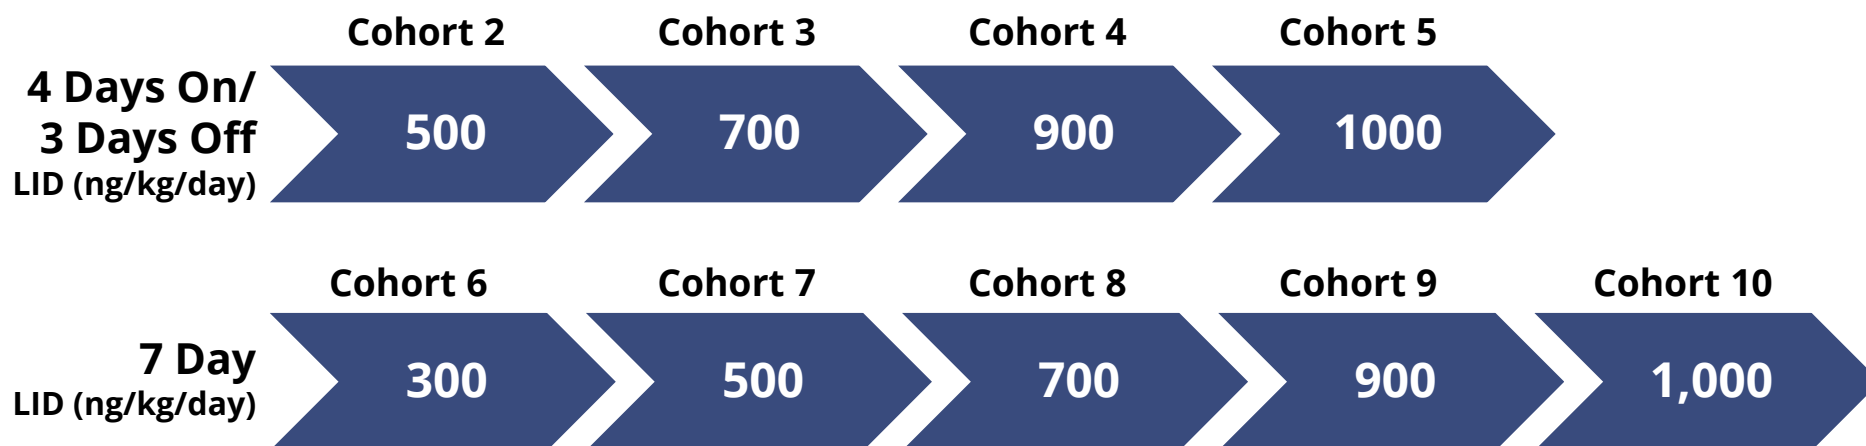 Cohort 2 Cohort 3 Cohort 4 Cohort 5
4 Days On/
3 Days Off
LID (ng/kg/day)
500 700 900 1000
Cohort 6 Cohort 7 Cohort 8 Cohort 9 Cohort 10
7 Day
LID (ng/kg/day)
300 500 700 900 1,000